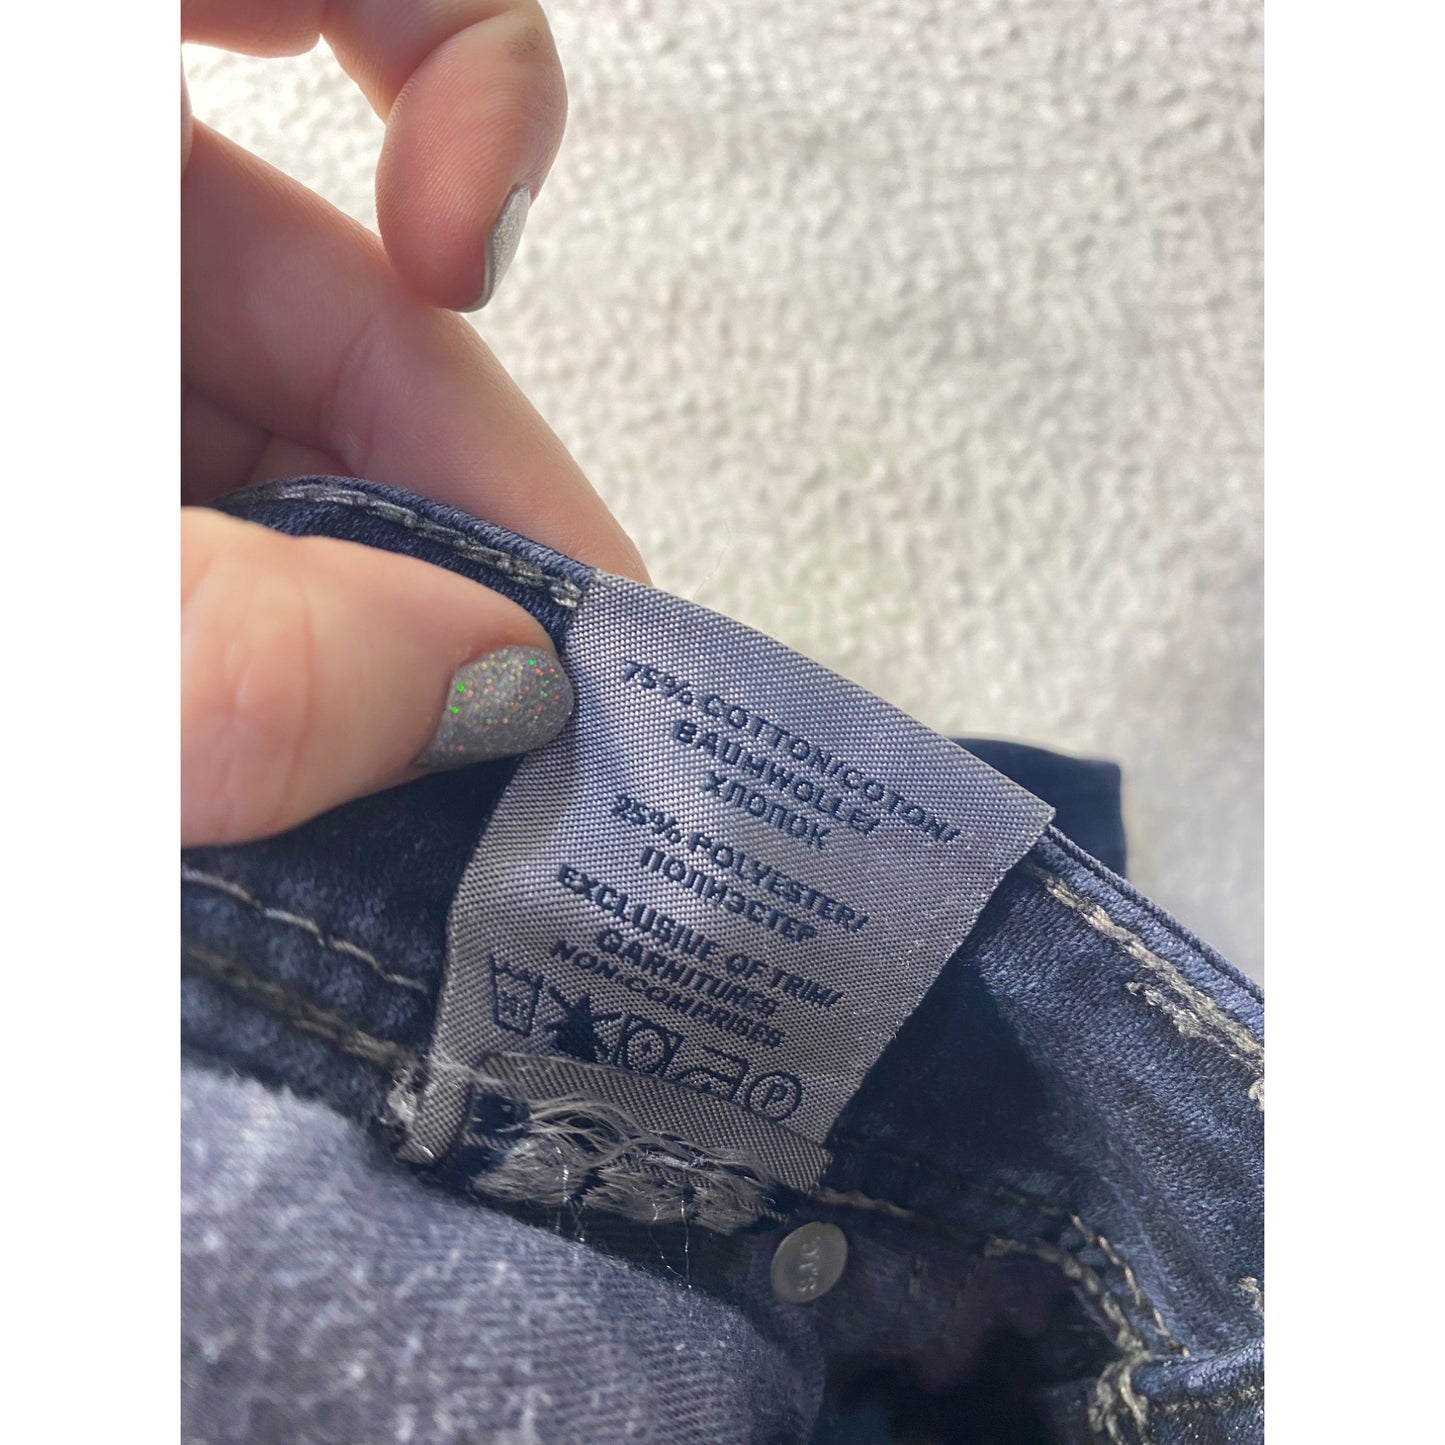 75% COTTON/COTON/
BAUMWOLLE/
ХЛОПОК
25% POLYESTER/
ПОЛИЭСТЕР
EXCLUSIVE OF TRIM/
GARNITURES
NON-COMPRISES
P